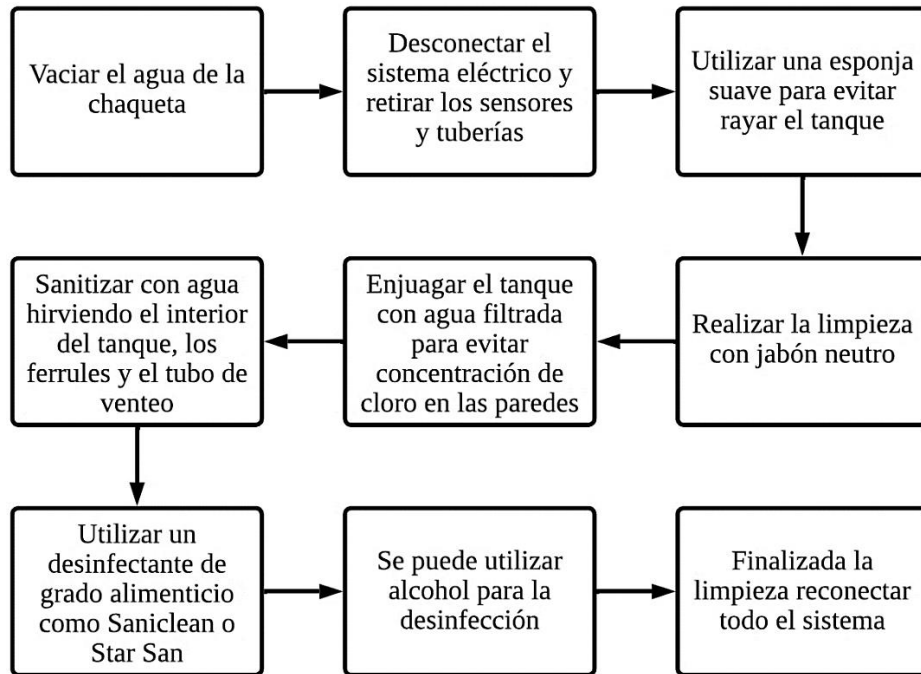 Vaciar el agua de la
chaqueta
Desconectar el
sistema eléctrico y
retirar los sensores
y tuberías
Utilizar una esponja
suave para evitar
rayar el tanque
Realizar la limpieza
con jabón neutro
Enjuagar el tanque
con agua filtrada
para evitar
concentración de
cloro en las paredes
Sanitizar con agua
hirviendo el interior
del tanque, los
ferrules y el tubo de
venteo
Utilizar un
desinfectante de
grado alimenticio
como Saniclean o
Star San
Se puede utilizar
alcohol para la
desinfección
Finalizada la
limpieza reconectar
todo el sistema